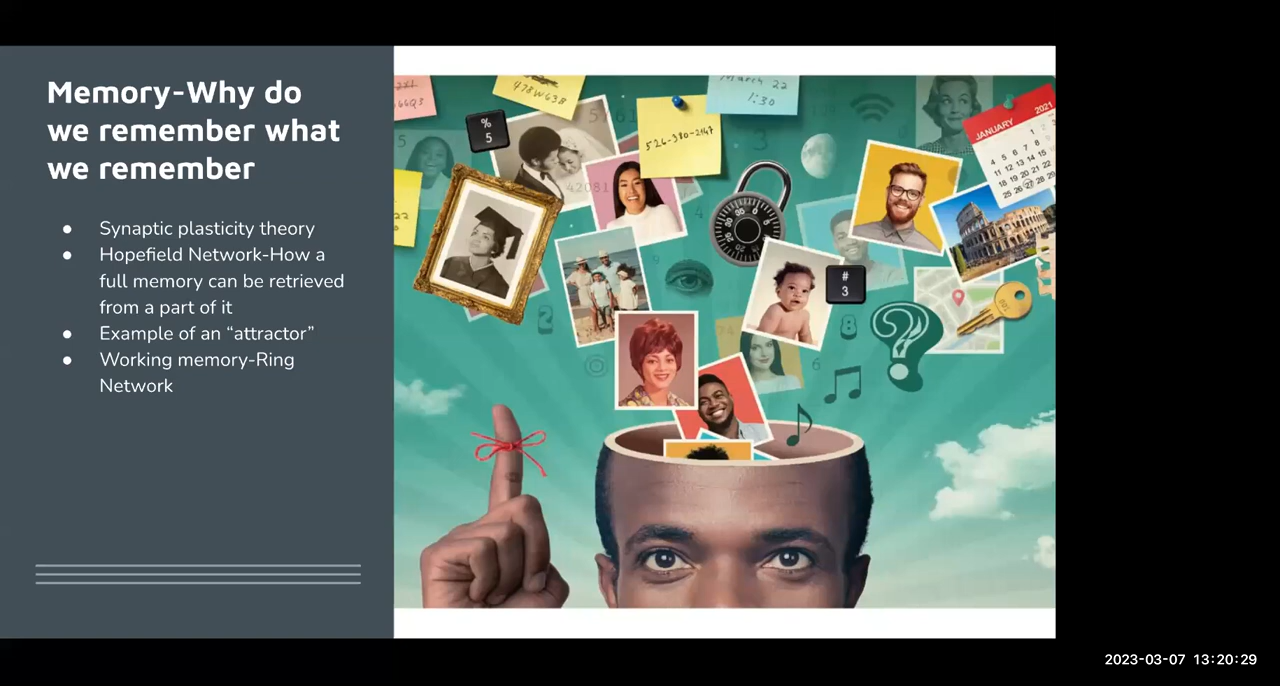 Memory-Why do
we remember what
we remember
● Synaptic plasticity theory
● Hopefield Network-How a
full memory can be retrieved
from a part of it
● Example of an “attractor”
● Working memory-Ring
Network
478W63B
March 22
1:30
526-380-2147
%
5
#
3
JANUARY
2021
2023-03-07 13:20:29